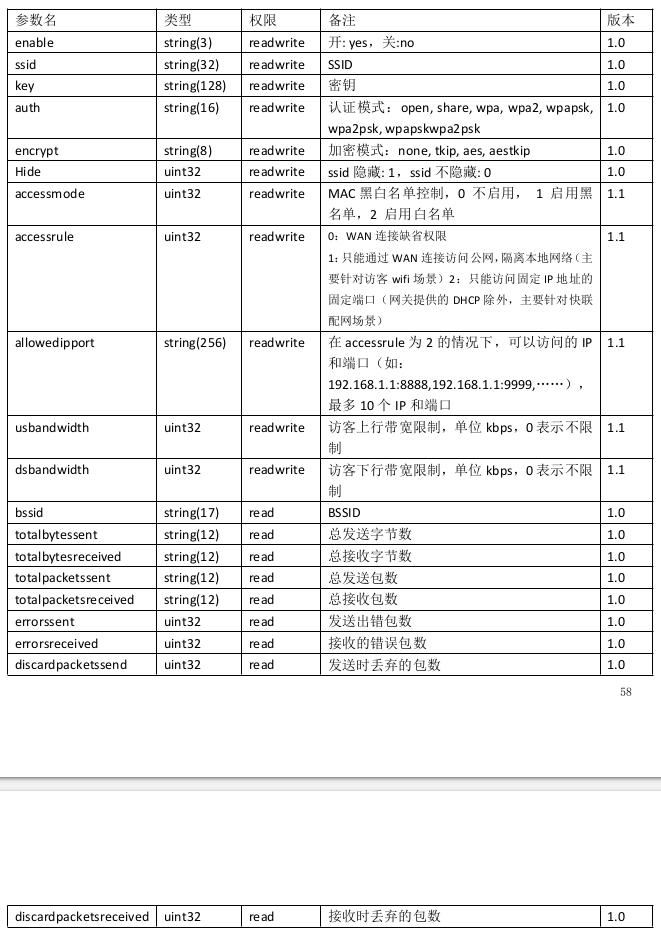 参数名 类型 权限 备注 版本
enable string(3) readwrite 开: yes，关:no 1.0
ssid string(32) readwrite SSID 1.0
key string(128) readwrite 密钥 1.0
auth string(16) readwrite 认证模式：open, share, wpa, wpa2, wpapsk, 1.0
wpa2psk, wpapskwpa2psk
encrypt string(8) readwrite 加密模式：none, tkip, aes, aestkip 1.0
Hide uint32 readwrite ssid 隐藏: 1，ssid 不隐藏: 0 1.0
accessmode uint32 readwrite MAC 黑白名单控制，0 不启用， 1 启用黑 1.1
名单，2 启用白名单
accessrule uint32 readwrite 0：WAN 连接缺省权限 1.1
1：只能通过 WAN 连接访问公网，隔离本地网络（主
要针对访客 wifi 场景）2：只能访问固定 IP 地址的
固定端口（网关提供的 DHCP 除外，主要针对快联
配网场景）
allowedipport string(256) readwrite 在 accessrule 为 2 的情况下，可以访问的 IP 1.1
和端口（如：
192.168.1.1:8888,192.168.1.1:9999,……），
最多 10 个 IP 和端口
usbandwidth uint32 readwrite 访客上行带宽限制，单位 kbps，0 表示不限 1.1
制
dsbandwidth uint32 readwrite 访客下行带宽限制，单位 kbps，0 表示不限 1.1
制
bssid string(17) read BSSID 1.0
totalbytessent string(12) read 总发送字节数 1.0
totalbytesreceived string(12) read 总接收字节数 1.0
totalpacketssent string(12) read 总发送包数 1.0
totalpacketsreceived string(12) read 总接收包数 1.0
errorssent uint32 read 发送出错包数 1.0
errorsreceived uint32 read 接收的错误包数 1.0
discardpacketssend uint32 read 发送时丢弃的包数 1.0
58
discardpacketsreceived uint32 read 接收时丢弃的包数 1.0